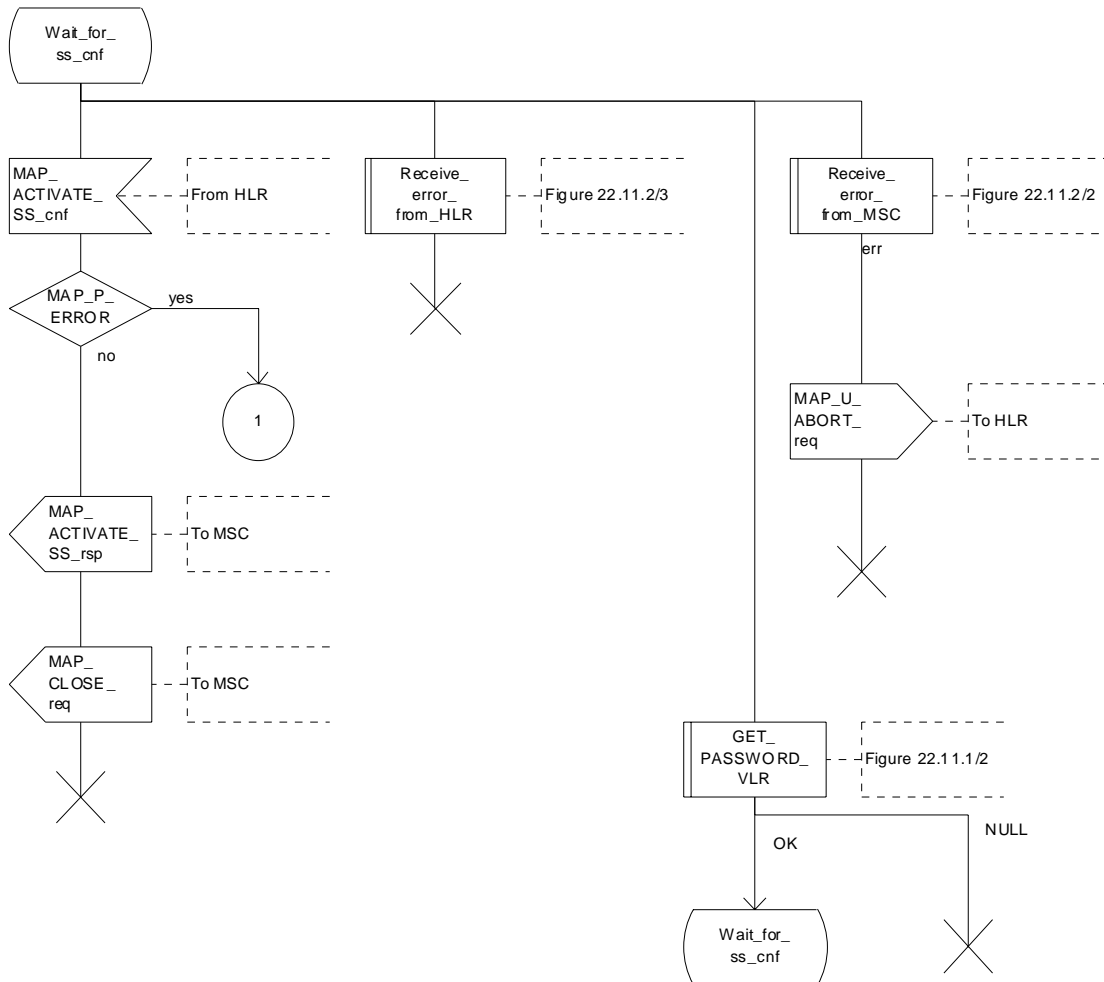 Wait_for_
ss_cnf
MAP_
ACTIVATE_
SS_cnf
From HLR
Receive_
error_
from_HLR
Figure 22.11.2/3
Receive_
error_
from_MSC
Figure 22.11.2/2
err
MAP_P_
ERROR
yes
no
1
MAP_U_
ABORT_
req
To HLR
MAP_
ACTIVATE_
SS_rsp
To MSC
MAP_
CLOSE_
req
To MSC
GET_
PASSWORD_
VLR
Figure 22.11.1/2
OK
NULL
Wait_for_
ss_cnf